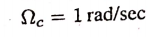 Ω_c = 1 rad/sec